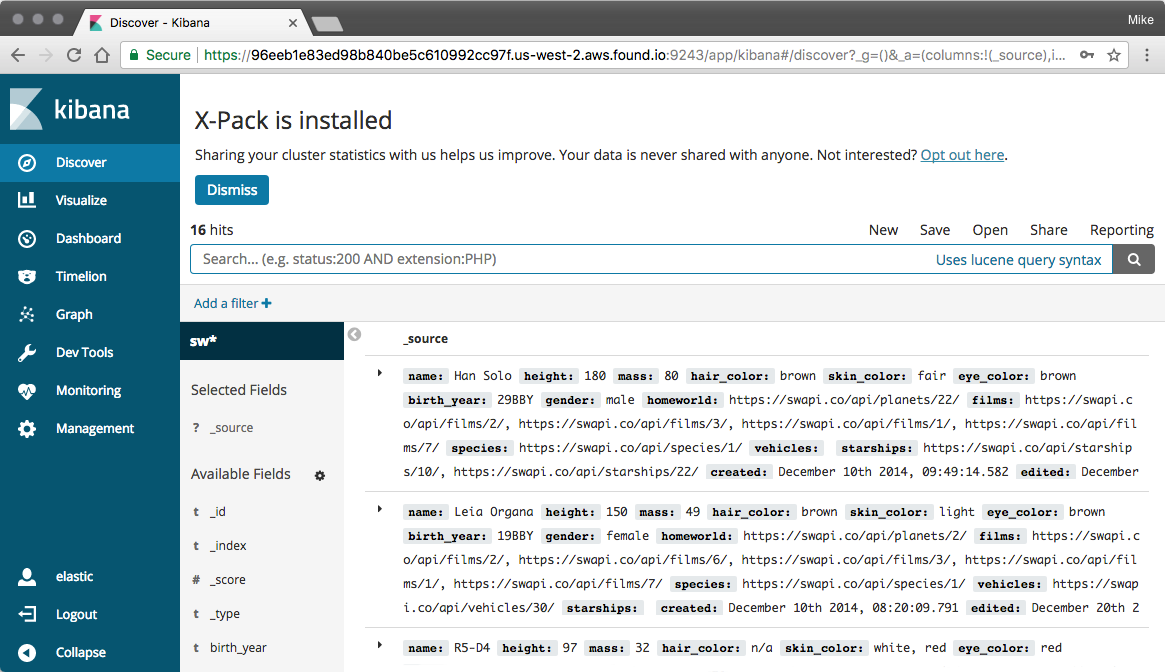 Discover - Kibana
Mike
Secure https://96eeb1e83ed98b840be5c610992cc97f.us-west-2.aws.found.io:9243/app/kibana#/discover?_g=()&_a=(columns:!(_source),i...
kibana
Discover
Visualize
Dashboard
Timelion
Graph
Dev Tools
Monitoring
Management
elastic
Logout
Collapse
X-Pack is installed
Sharing your cluster statistics with us helps us improve. Your data is never shared with anyone. Not interested? Opt out here.
Dismiss
16 hits
New Save Open Share Reporting
Search... (e.g. status:200 AND extension:PHP) Uses lucene query syntax
Add a filter +
sw*
Selected Fields
? _source
Available Fields
t _id
t _index
# _score
t _type
t birth_year
_source
name: Han Solo height: 180 mass: 80 hair_color: brown skin_color: fair eye_color: brown
birth_year: 29BBY gender: male homeworld: https://swapi.co/api/planets/22/ films: https://swapi.c
o/api/films/2/, https://swapi.co/api/films/3/, https://swapi.co/api/films/1/, https://swapi.co/api/fil
ms/7/ species: https://swapi.co/api/species/1/ vehicles: starships: https://swapi.co/api/starship
s/10/, https://swapi.co/api/starships/22/ created: December 10th 2014, 09:49:14.582 edited: December
name: Leia Organa height: 150 mass: 49 hair_color: brown skin_color: light eye_color: brown
birth_year: 19BBY gender: female homeworld: https://swapi.co/api/planets/2/ films: https://swapi.c
o/api/films/2/, https://swapi.co/api/films/6/, https://swapi.co/api/films/3/, https://swapi.co/api/fil
ms/1/, https://swapi.co/api/films/7/ species: https://swapi.co/api/species/1/ vehicles: https://swap
i.co/api/vehicles/30/ starships: created: December 10th 2014, 08:20:09.791 edited: December 20th 2
name: R5-D4 height: 97 mass: 32 hair_color: n/a skin_color: white, red eye_color: red